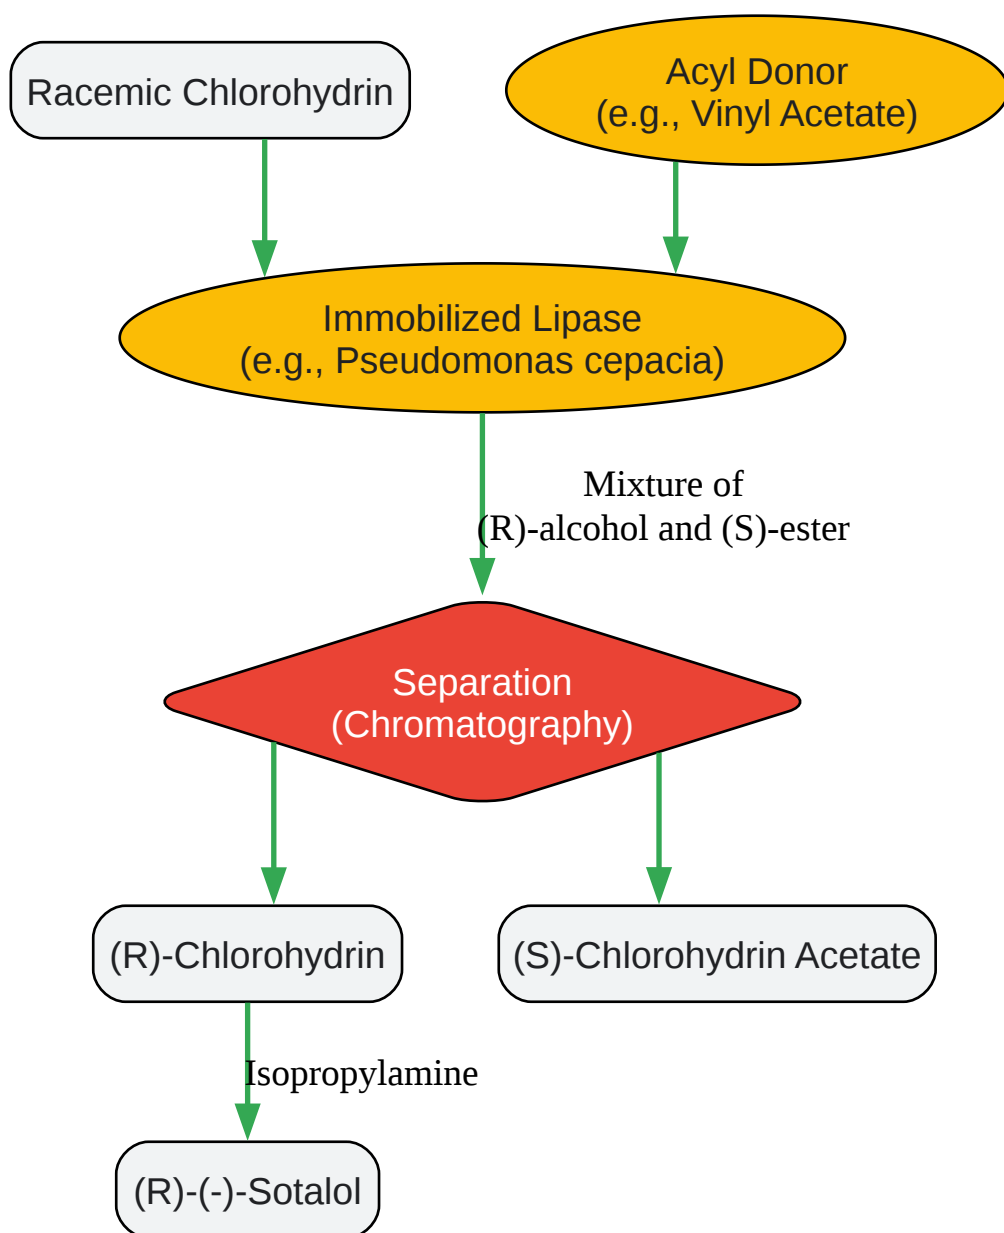 Racemic Chlorohydrin
Acyl Donor
(e.g., Vinyl Acetate)
Immobilized Lipase
(e.g., Pseudomonas cepacia)
Mixture of
(R)-alcohol and (S)-ester
Separation
(Chromatography)
(R)-Chlorohydrin
(S)-Chlorohydrin Acetate
Isopropylamine
(R)-(-)-Sotalol